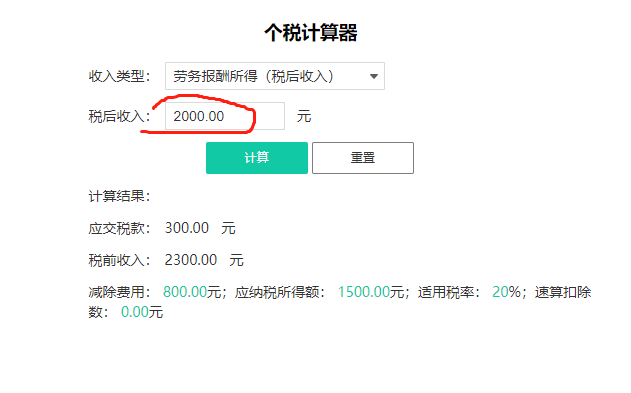 个税计算器
收入类型： 劳务报酬所得（税后收入）
税后收入： 2000.00 元
计算 重置
计算结果：
应交税款： 300.00 元
税前收入： 2300.00 元
减除费用： 800.00元；应纳税所得额： 1500.00元；适用税率： 20%；速算扣除
数： 0.00元